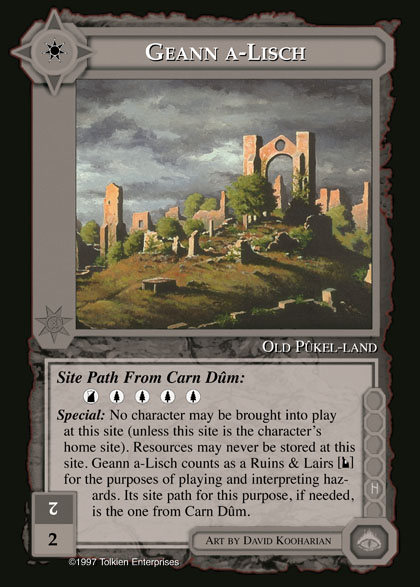 GEANN A-LISCH
OLD PÛKEL-LAND
Site Path From Carn Dûm:
Special: No character may be brought into play
at this site (unless this site is the character's
home site). Resources may never be stored at this
site. Geann a-Lisch counts as a Ruins & Lairs [ ]
for the purposes of playing and interpreting haz-
ards. Its site path for this purpose, if needed,
is the one from Carn Dûm.
H
2
2
ART BY DAVID KOOHARIAN
©1997 Tolkien Enterprises